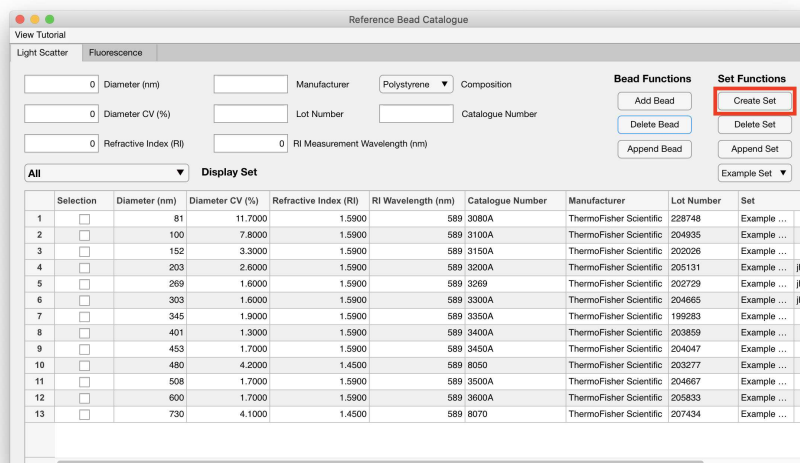 Reference Bead Catalogue
View Tutorial
Light Scatter Fluorescence
Bead Functions Set Functions
0 Diameter (nm) Manufacturer Polystyrene ▼ Composition Add Bead Create Set
0 Diameter CV (%) Lot Number Catalogue Number Delete Bead Delete Set
0 Refractive Index (RI) 0 RI Measurement Wavelength (nm) Append Bead Append Set
All ▼ Display Set Example Set ▼
Selection Diameter (nm) Diameter CV (%) Refractive Index (RI) RI Wavelength (nm) Catalogue Number Manufacturer Lot Number Set
1 81 11.7000 1.5900 589 3080A ThermoFisher Scientific 228748 Example ...
2 100 7.8000 1.5900 589 3100A ThermoFisher Scientific 204935 Example ...
3 152 3.3000 1.5900 589 3150A ThermoFisher Scientific 202026 Example ...
4 203 2.6000 1.5900 589 3200A ThermoFisher Scientific 205131 Example ...
5 269 1.6000 1.5900 589 3269 ThermoFisher Scientific 202729 Example ...
6 303 1.6000 1.5900 589 3300A ThermoFisher Scientific 204665 Example ...
7 345 1.9000 1.5900 589 3350A ThermoFisher Scientific 199283 Example ...
8 401 1.3000 1.5900 589 3400A ThermoFisher Scientific 203859 Example ...
9 453 1.7000 1.5900 589 3450A ThermoFisher Scientific 204047 Example ...
10 480 4.2000 1.4500 589 8050 ThermoFisher Scientific 203277 Example ...
11 508 1.7000 1.5900 589 3500A ThermoFisher Scientific 204667 Example ...
12 600 1.7000 1.5900 589 3600A ThermoFisher Scientific 205833 Example ...
13 730 4.1000 1.4500 589 8070 ThermoFisher Scientific 207434 Example ...